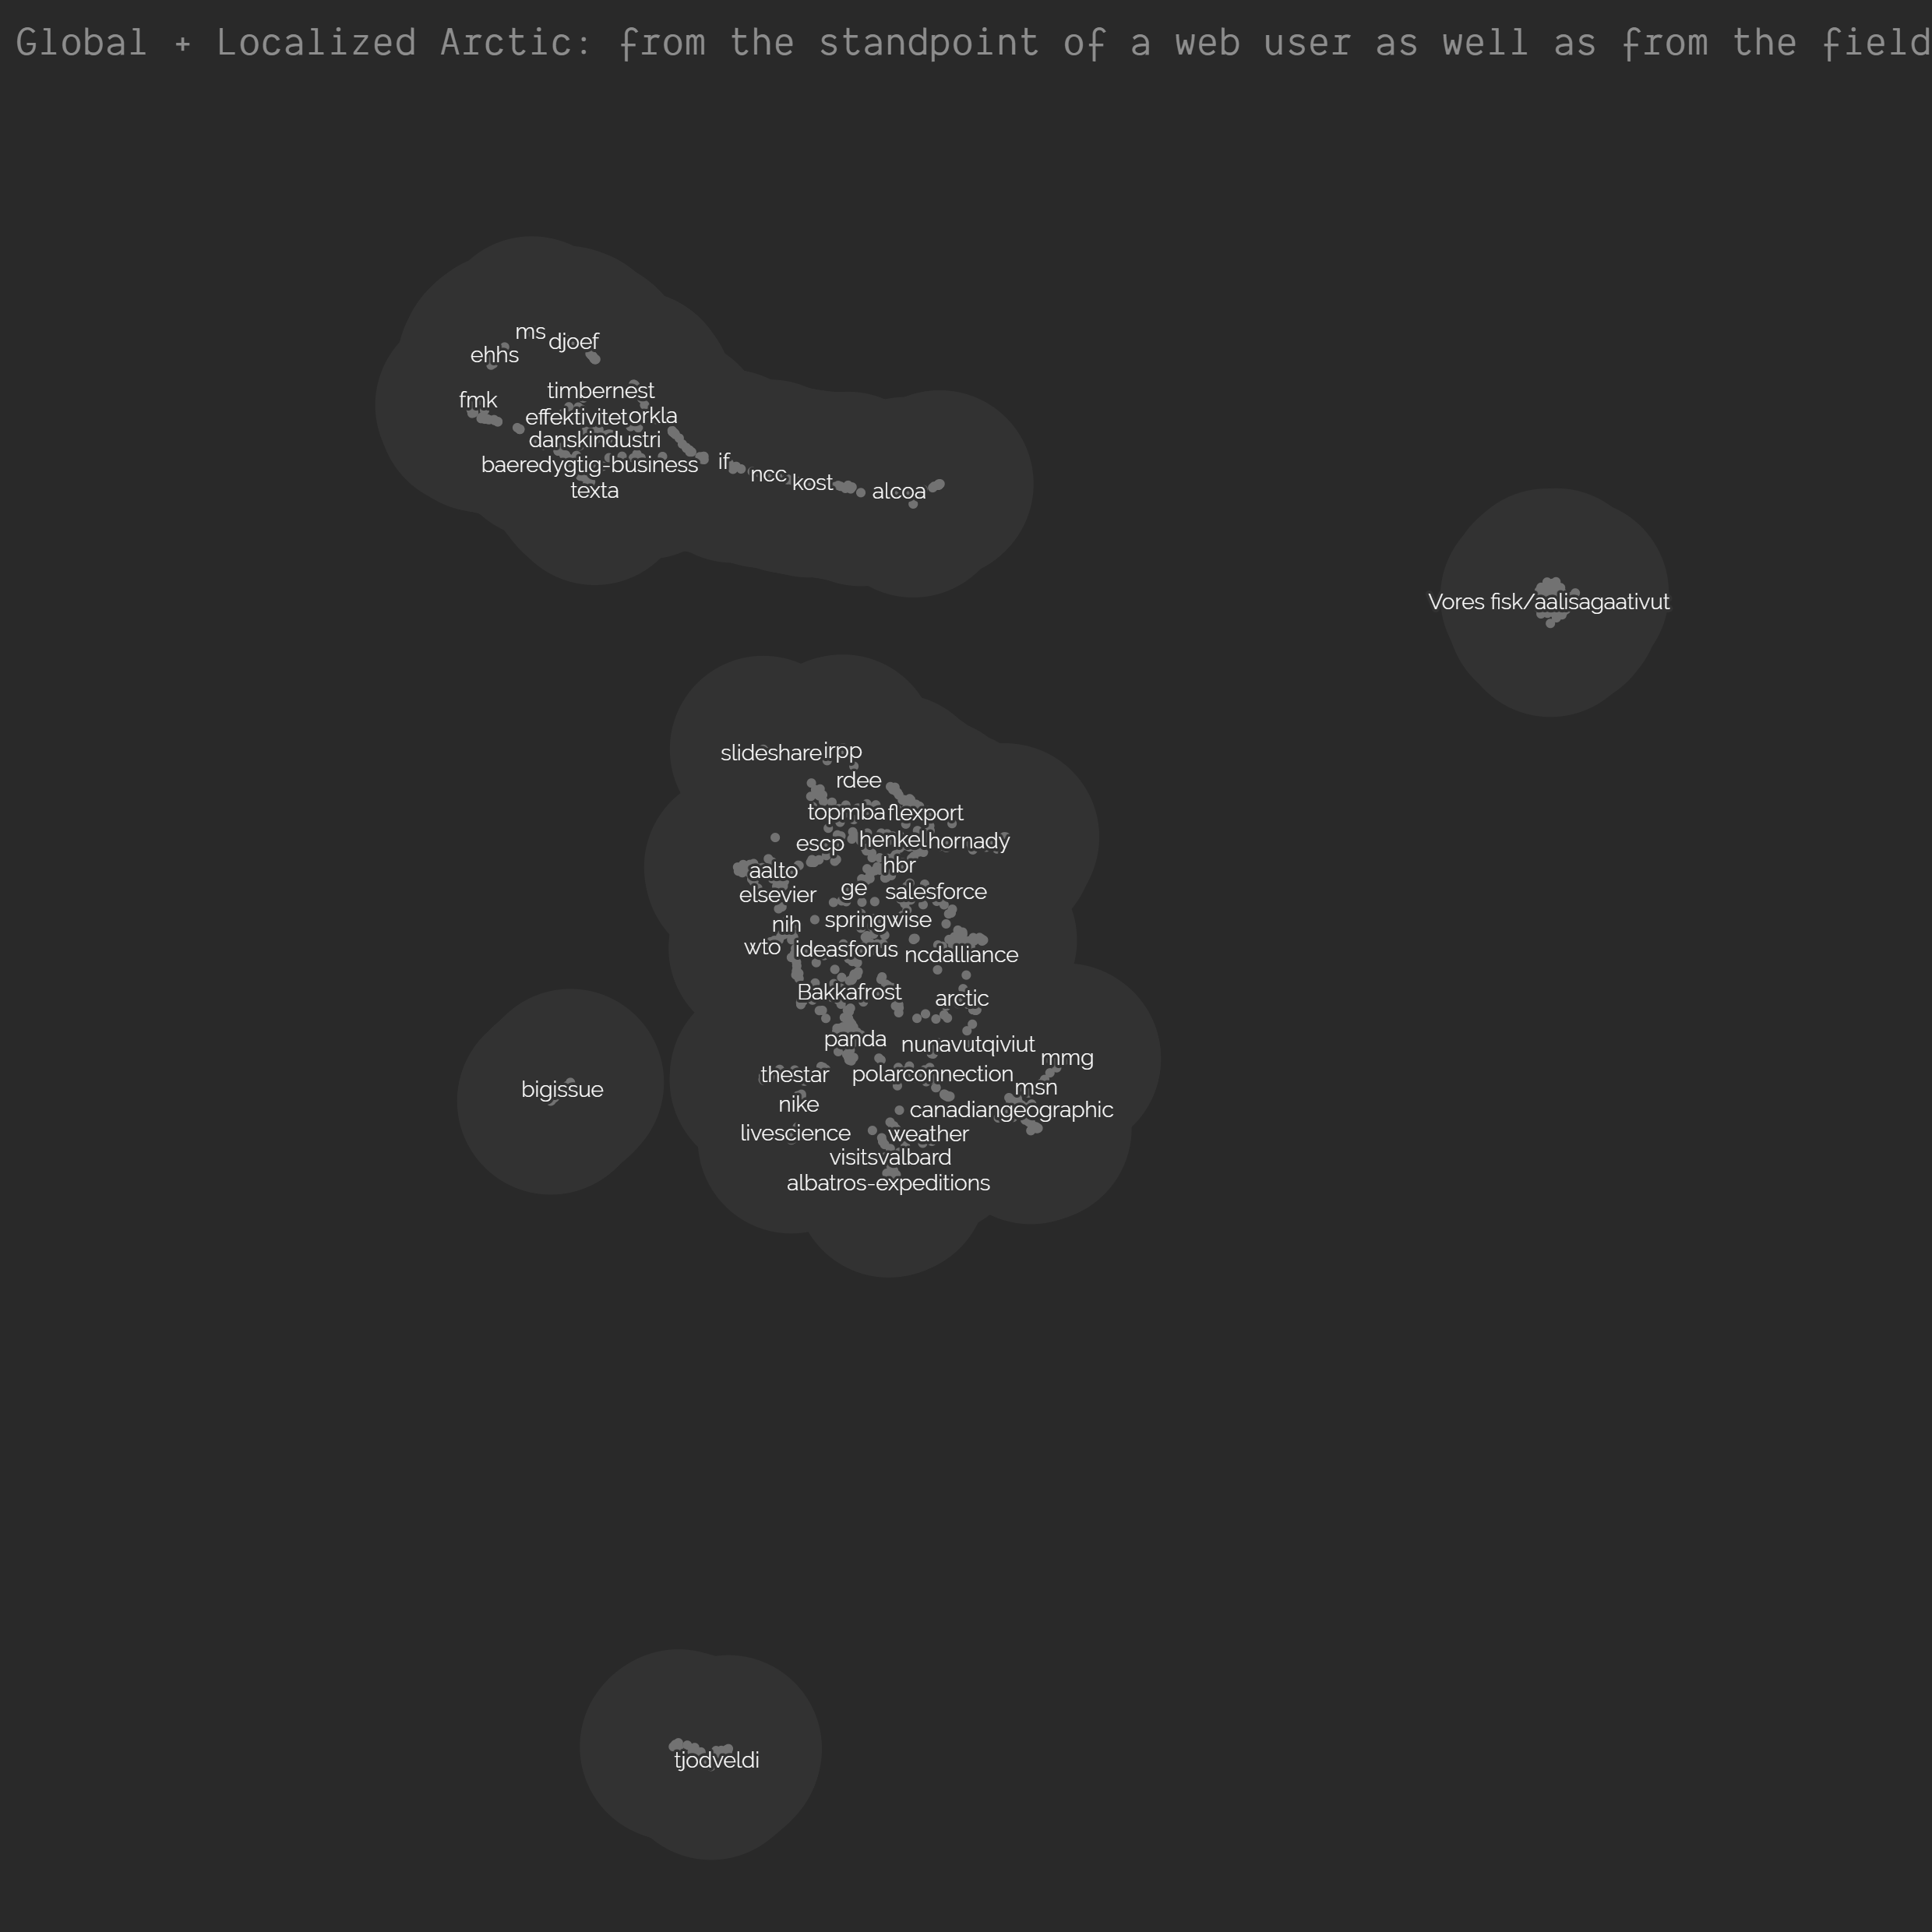 Global + Localized Arctic: from the standpoint of a web user as well as from the field
ms
djoef
ehhs
timbernest
fmk
effektivitet
orkla
danskindustri
baeredygtig-business
if
ncc
kost
alcoa
texta
Vores fisk/aalisagaativut
slideshare
irpp
rdee
topmba
flexport
escp
henkel
hornady
hbr
aalto
elsevier
ge
salesforce
nih
springwise
wto
ideasforus
ncdalliance
Bakkafrost
arctic
panda
nunavutqiviut
mmg
thestar
polarconnection
msn
bigissue
nike
canadiangeographic
livescience
weather
visitsvalbard
albatros-expeditions
tjodveldi